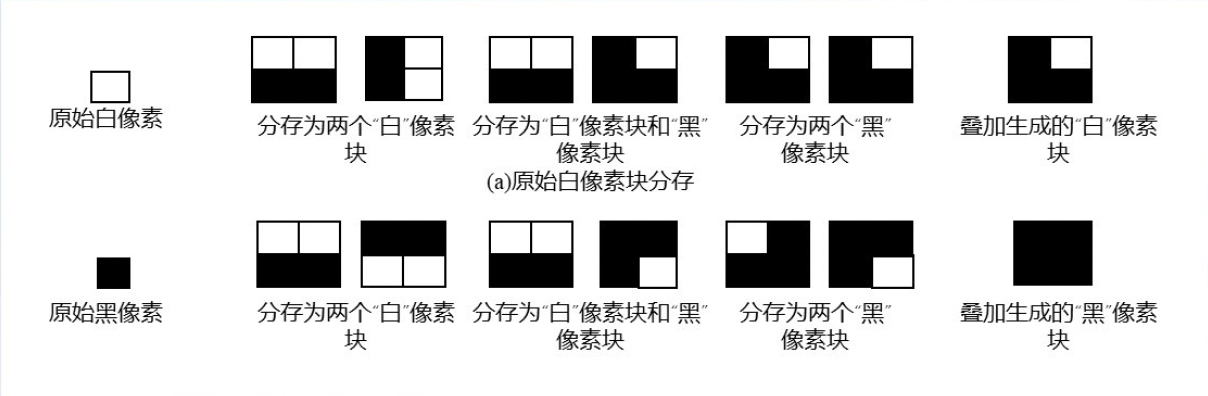 原始白像素
分存为两个“白”像素
块
分存为“白”像素块和“黑”
像素块
分存为两个“黑”
像素块
叠加生成的“白”像素
块
(a)原始白像素块分存
原始黑像素
分存为两个“白”像素
块
分存为“白”像素块和“黑”
像素块
分存为两个“黑”
像素块
叠加生成的“黑”像素
块